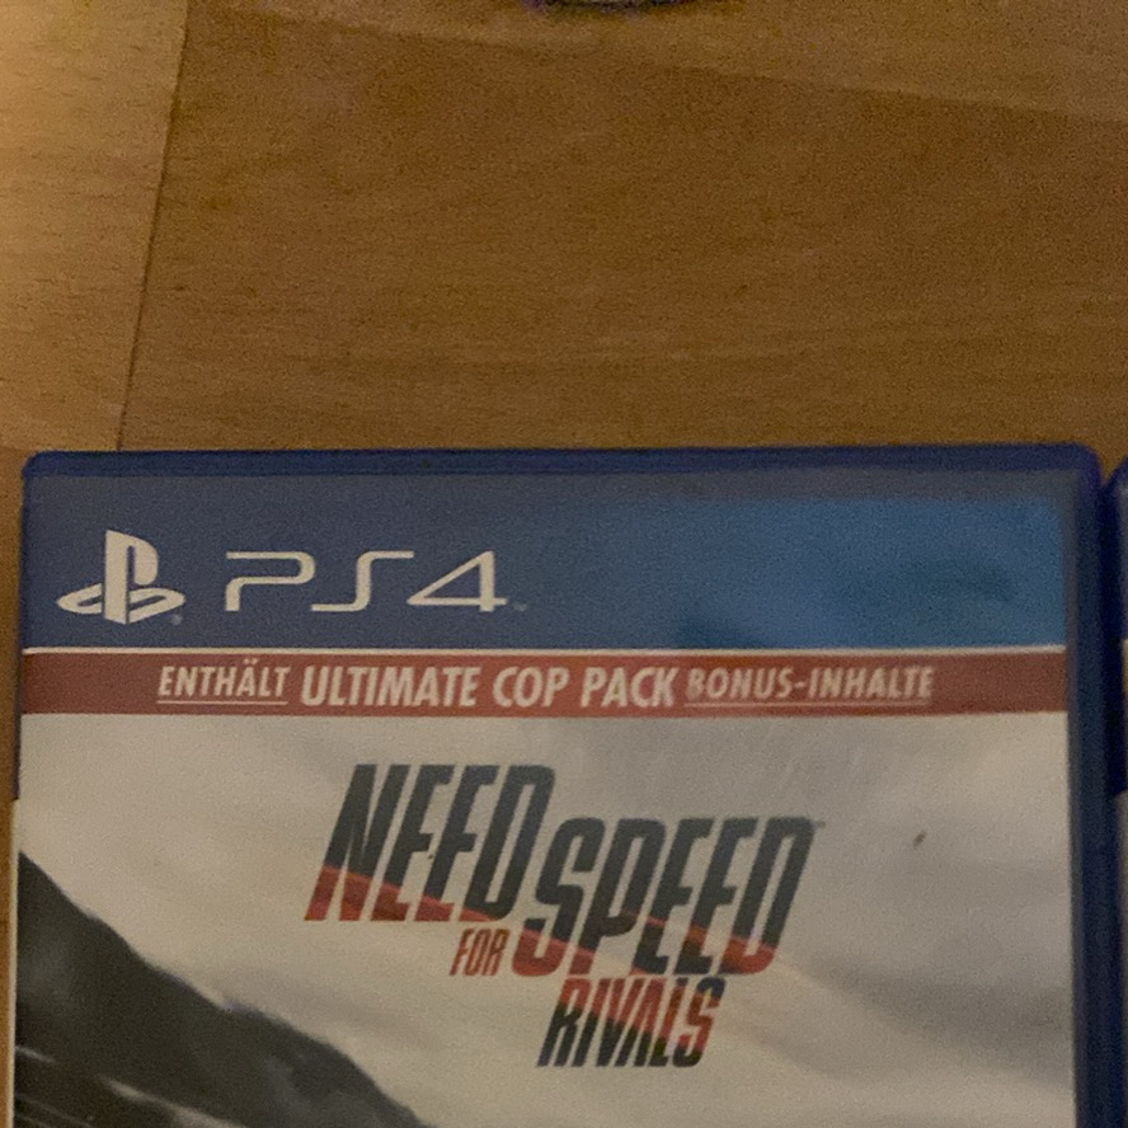 PS4
ENTHÄLT ULTIMATE COP PACK BONUS-INHALTE
NEED
FOR SPEED
RIVALS